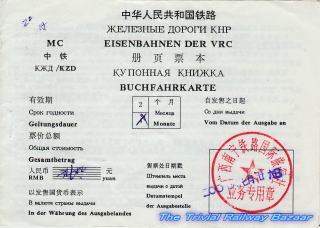 中华人民共和国铁路
ЖЕЛЕЗНЫЕ ДОРОГИ КНР
MC EISENBAHNEN DER VRC
中铁 册页票本
КЖД/KZD КУПОННАЯ КНИЖКА
BUCHFAHRKARTE
有效期 2 个月 自发售之日起
Срок годности Месяца Со дня выдачи
Geltungsdauer Monate Vom Datum der Ausgabe an
票价总额
Общая стоимость
Gesamtbetrag
人民币 元
RMB yuan
以发售国货币表示
В валюте страны выдачи
In der Währung des Ausgabelandes
售票处日期戳
Штемпель места
выдачи с датой
Datumstempel
der Ausgabestelle
业务专用章
The Trivial Railway Bazaar